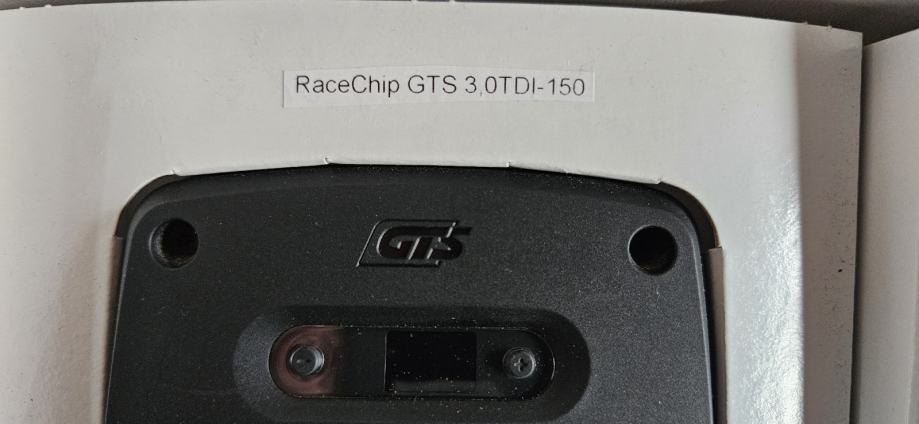 RaceChip GTS 3,0TDI-150
GTS